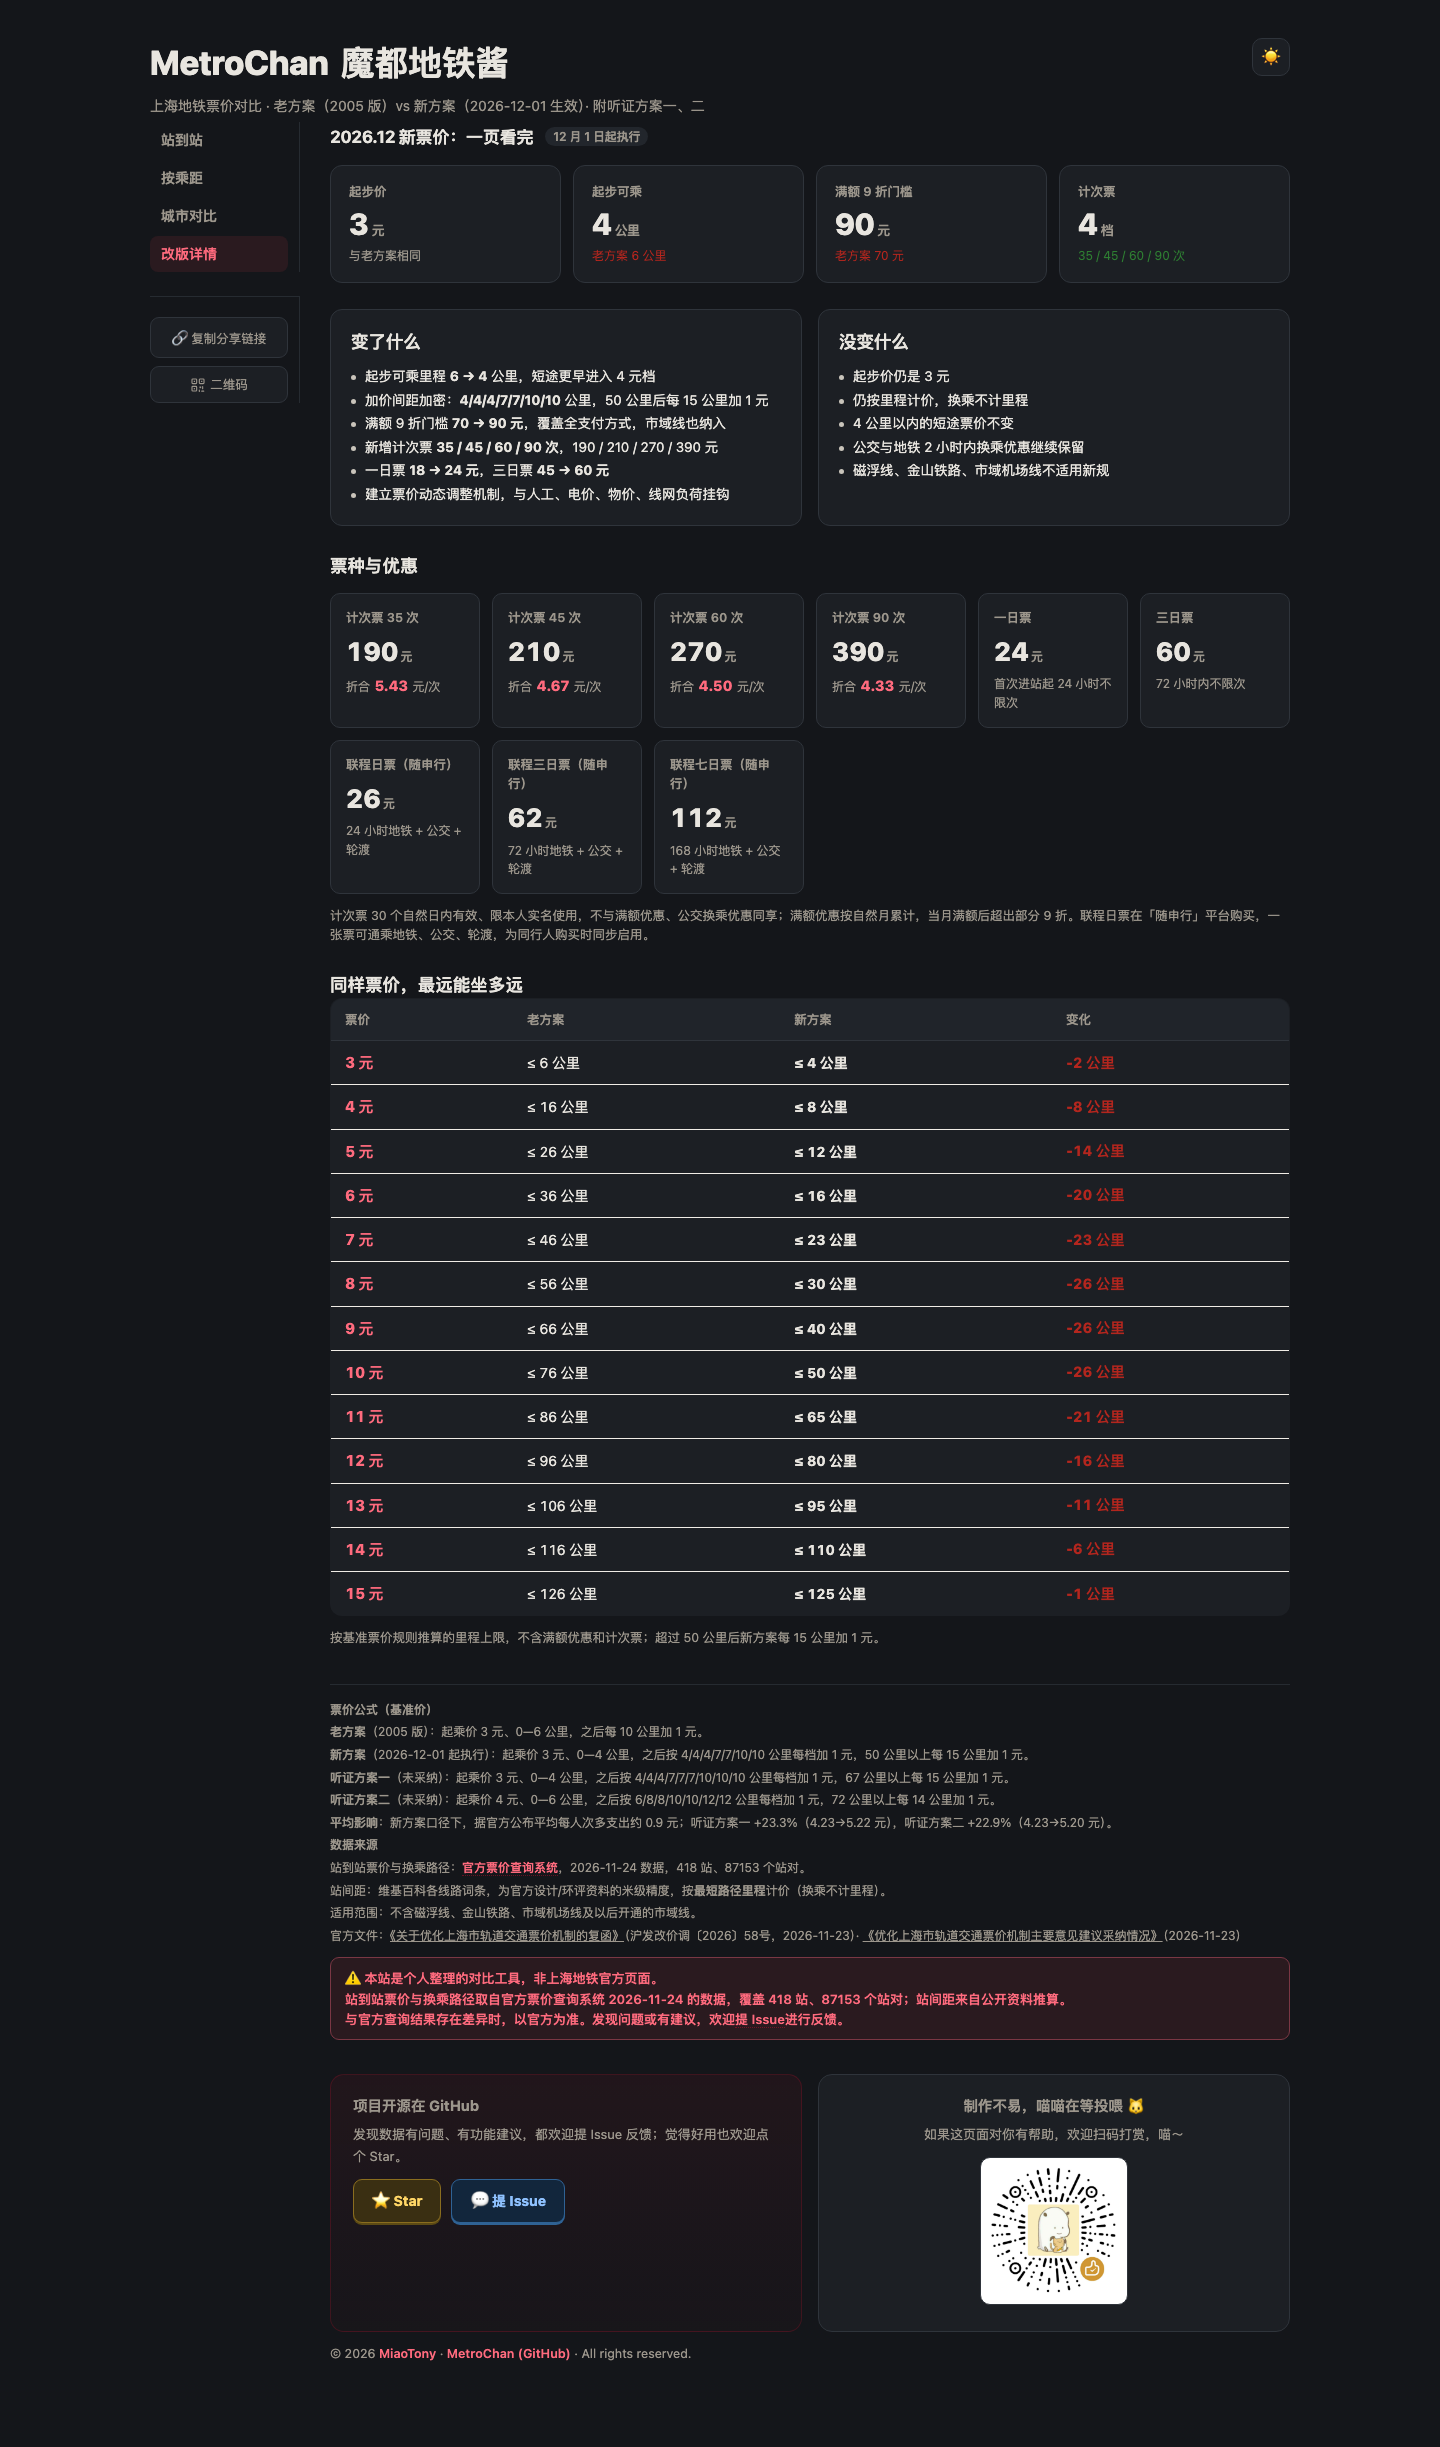 MetroChan 魔都地铁酱
上海地铁票价对比 · 老方案（2005 版）vs 新方案（2026-12-01 生效）· 附听证方案一、二
站到站
按乘距
城市对比
改版详情
复制分享链接
二维码
2026.12 新票价：一页看完 12 月 1 日起执行
起步价
3 元
与老方案相同
起步可乘
4 公里
老方案 6 公里
满额 9 折门槛
90 元
老方案 70 元
计次票
4 档
35 / 45 / 60 / 90 次
变了什么
起步可乘里程 6 → 4 公里，短途更早进入 4 元档
加价间距加密：4/4/4/7/7/10/10 公里，50 公里后每 15 公里加 1 元
满额 9 折门槛 70 → 90 元，覆盖全支付方式，市域线也纳入
新增计次票 35 / 45 / 60 / 90 次，190 / 210 / 270 / 390 元
一日票 18 → 24 元，三日票 45 → 60 元
建立票价动态调整机制，与人工、电价、物价、线网负荷挂钩
没变什么
起步价仍是 3 元
仍按里程计价，换乘不计里程
4 公里以内的短途票价不变
公交与地铁 2 小时内换乘优惠继续保留
磁浮线、金山铁路、市域机场线不适用新规
票种与优惠
计次票 35 次
190 元
折合 5.43 元/次
计次票 45 次
210 元
折合 4.67 元/次
计次票 60 次
270 元
折合 4.50 元/次
计次票 90 次
390 元
折合 4.33 元/次
一日票
24 元
首次进站起 24 小时不
限次
三日票
60 元
72 小时内不限次
联程日票（随申行）
26 元
24 小时地铁 + 公交 +
轮渡
联程三日票（随申
行）
62 元
72 小时地铁 + 公交 +
轮渡
联程七日票（随申
行）
112 元
168 小时地铁 + 公交
+ 轮渡
计次票 30 个自然日内有效、限本人实名使用，不与满额优惠、公交换乘优惠同享；满额优惠按自然月累计，当月满额后超出部分 9 折。联程日票在「随申行」平台购买，一
张票可通乘地铁、公交、轮渡，为同行人购买时同步启用。
同样票价，最远能坐多远
票价 老方案 新方案 变化
3 元 ≤ 6 公里 ≤ 4 公里 -2 公里
4 元 ≤ 16 公里 ≤ 8 公里 -8 公里
5 元 ≤ 26 公里 ≤ 12 公里 -14 公里
6 元 ≤ 36 公里 ≤ 16 公里 -20 公里
7 元 ≤ 46 公里 ≤ 23 公里 -23 公里
8 元 ≤ 56 公里 ≤ 30 公里 -26 公里
9 元 ≤ 66 公里 ≤ 40 公里 -26 公里
10 元 ≤ 76 公里 ≤ 50 公里 -26 公里
11 元 ≤ 86 公里 ≤ 65 公里 -21 公里
12 元 ≤ 96 公里 ≤ 80 公里 -16 公里
13 元 ≤ 106 公里 ≤ 95 公里 -11 公里
14 元 ≤ 116 公里 ≤ 110 公里 -6 公里
15 元 ≤ 126 公里 ≤ 125 公里 -1 公里
按基准票价规则推算的里程上限，不含满额优惠和计次票；超过 50 公里后新方案每 15 公里加 1 元。
票价公式（基准价）
老方案（2005 版）：起乘价 3 元、0—6 公里，之后每 10 公里加 1 元。
新方案（2026-12-01 起执行）：起乘价 3 元、0—4 公里，之后按 4/4/4/7/7/10/10 公里每档加 1 元，50 公里以上每 15 公里加 1 元。
听证方案一（未采纳）：起乘价 3 元、0—4 公里，之后按 4/4/4/7/7/7/10/10/10 公里每档加 1 元，67 公里以上每 15 公里加 1 元。
听证方案二（未采纳）：起乘价 4 元、0—6 公里，之后按 6/8/8/10/10/12/12 公里每档加 1 元，72 公里以上每 14 公里加 1 元。
平均影响：新方案口径下，据官方公布平均每人次多支出约 0.9 元；听证方案一 +23.3%（4.23→5.22 元），听证方案二 +22.9%（4.23→5.20 元）。
数据来源
站到站票价与换乘路径：官方票价查询系统，2026-11-24 数据，418 站、87153 个站对。
站间距：维基百科各线路词条，为官方设计/环评资料的米级精度，按最短路径里程计价（换乘不计里程）。
适用范围：不含磁浮线、金山铁路、市域机场线及以后开通的市域线。
官方文件：《关于优化上海市轨道交通票价机制的复函》（沪发改价调〔2026〕58号，2026-11-23）· 《优化上海市轨道交通票价机制主要意见建议采纳情况》（2026-11-23）
⚠️ 本站是个人整理的对比工具，非上海地铁官方页面。
站到站票价与换乘路径取自官方票价查询系统 2026-11-24 的数据，覆盖 418 站、87153 个站对；站间距来自公开资料推算。
与官方查询结果存在差异时，以官方为准。发现问题或有建议，欢迎提 Issue进行反馈。
项目开源在 GitHub
发现数据有问题、有功能建议，都欢迎提 Issue 反馈；觉得好用也欢迎点
个 Star。
⭐ Star
💬 提 Issue
制作不易，喵喵在等投喂 🐱
如果这页面对你有帮助，欢迎扫码打赏，喵～
© 2026 MiaoTony · MetroChan (GitHub) · All rights reserved.